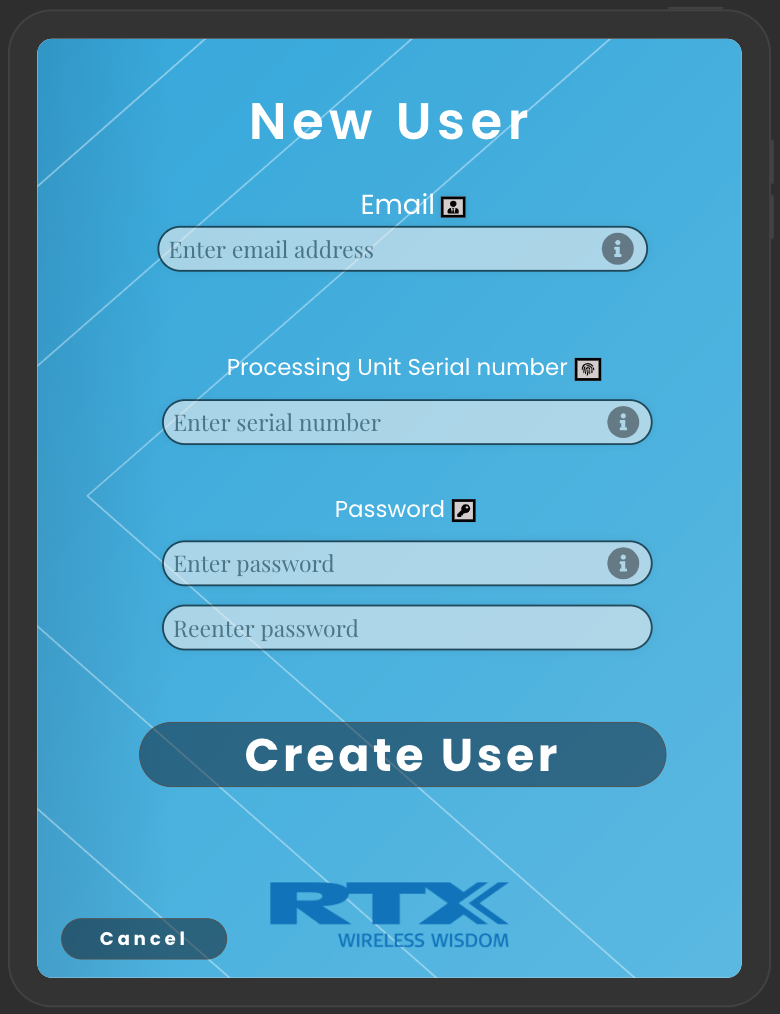 New User
Email
Enter email address
Processing Unit Serial number
Enter serial number
Password
Enter password
Reenter password
Create User
RTX
WIRELESS WISDOM
Cancel